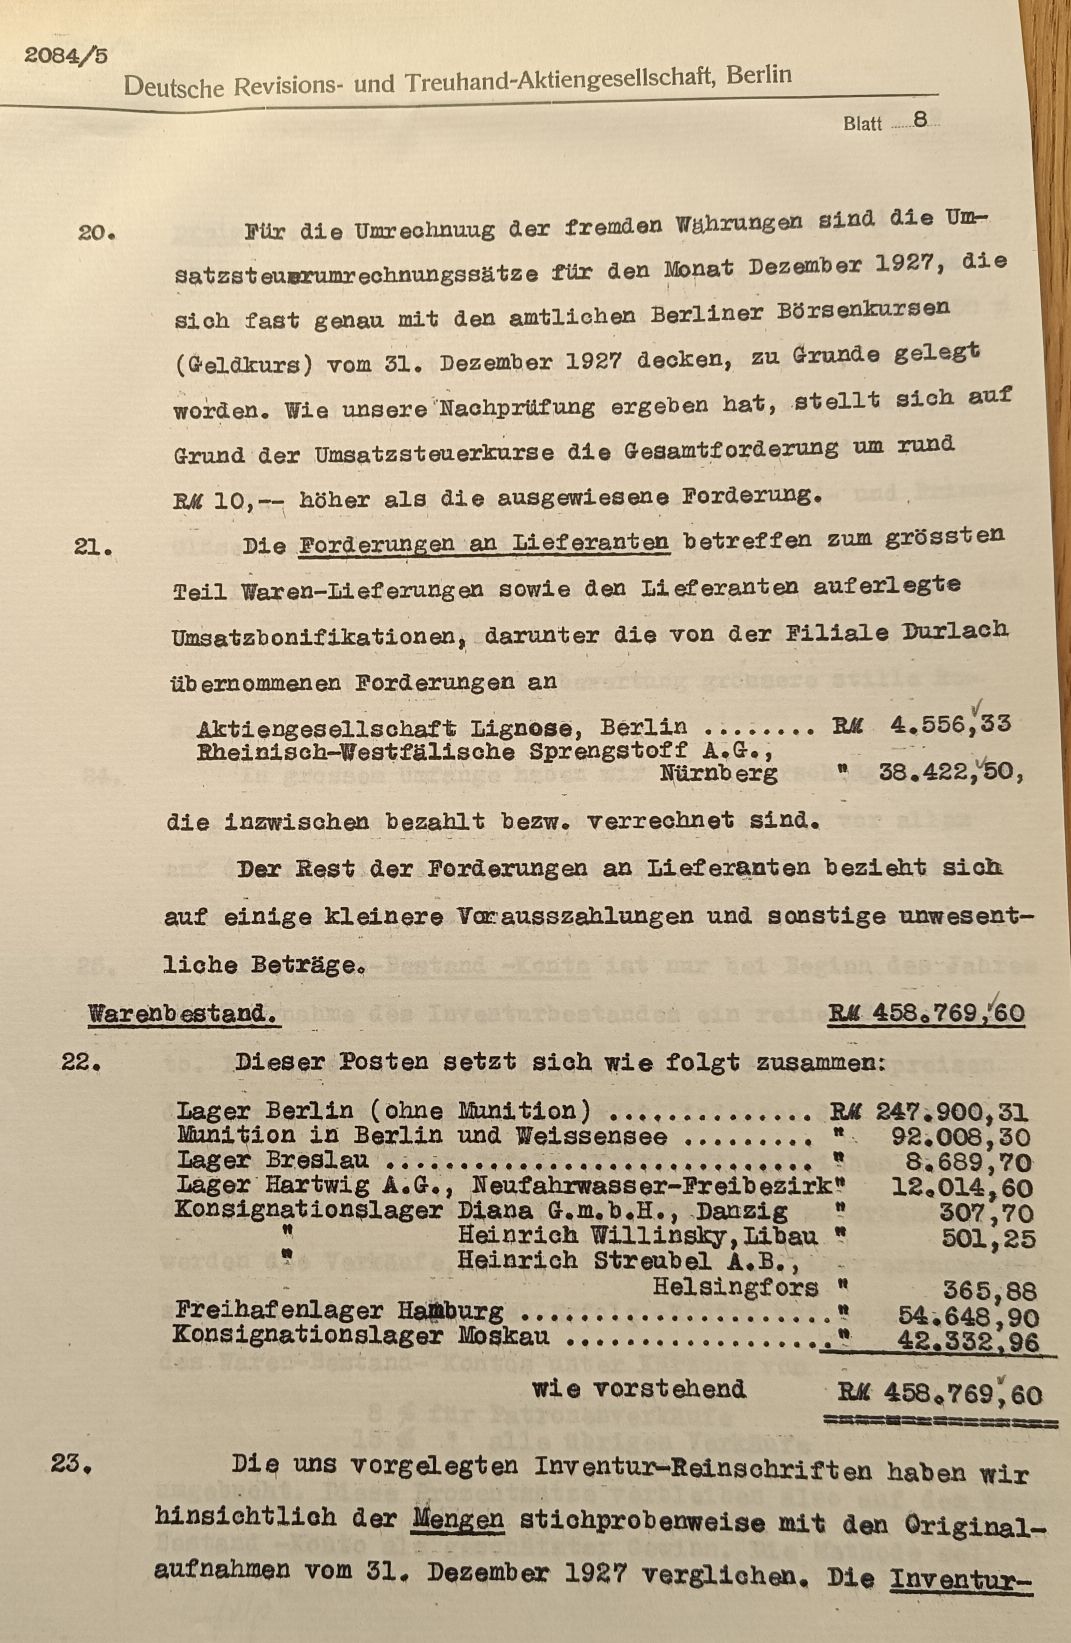 2084/5
Deutsche Revisions- und Treuhand-Aktiengesellschaft, Berlin
Blatt 8
20. Für die Umrechnuug der fremden Währungen sind die Um-
satzsteuerumrechnungssätze für den Monat Dezember 1927, die
sich fast genau mit den amtlichen Berliner Börsenkursen
(Geldkurs) vom 31. Dezember 1927 decken, zu Grunde gelegt
worden. Wie unsere Nachprüfung ergeben hat, stellt sich auf
Grund der Umsatzsteuerkurse die Gesamtforderung um rund
RM 10,-- höher als die ausgewiesene Forderung.
21. Die Forderungen an Lieferanten betreffen zum grössten
Teil Waren-Lieferungen sowie den Lieferanten auferlegte
Umsatzbonifikationen, darunter die von der Filiale Durlach
übernommenen Forderungen an
Aktiengesellschaft Lignose, Berlin ........ RM 4.556,33
Rheinisch-Westfälische Sprengstoff A.G.,
Nürnberg " 38.422,50,
die inzwischen bezahlt bezw. verrechnet sind.
Der Rest der Forderungen an Lieferanten bezieht sich
auf einige kleinere Vorausszahlungen und sonstige unwesent-
liche Beträge.
Warenbestand. RM 458.769,60
22. Dieser Posten setzt sich wie folgt zusammen:
Lager Berlin (ohne Munition) .............. RM 247.900,31
Munition in Berlin und Weissensee ......... " 92.008,30
Lager Breslau ............................. " 8.689,70
Lager Hartwig A.G., Neufahrwasser-Freibezirk" 12.014,60
Konsignationslager Diana G.m.b.H., Danzig " 307,70
" Heinrich Willinsky, Libau " 501,25
" Heinrich Streubel A.B.,
Helsingfors " 365,88
Freihafenlager Hamburg ......................" 54.648,90
Konsignationslager Moskau ..................." 42.332,96
wie vorstehend RM 458.769,60
23. Die uns vorgelegten Inventur-Reinschriften haben wir
hinsichtlich der Mengen stichprobenweise mit den Original-
aufnahmen vom 31. Dezember 1927 verglichen. Die Inventur-